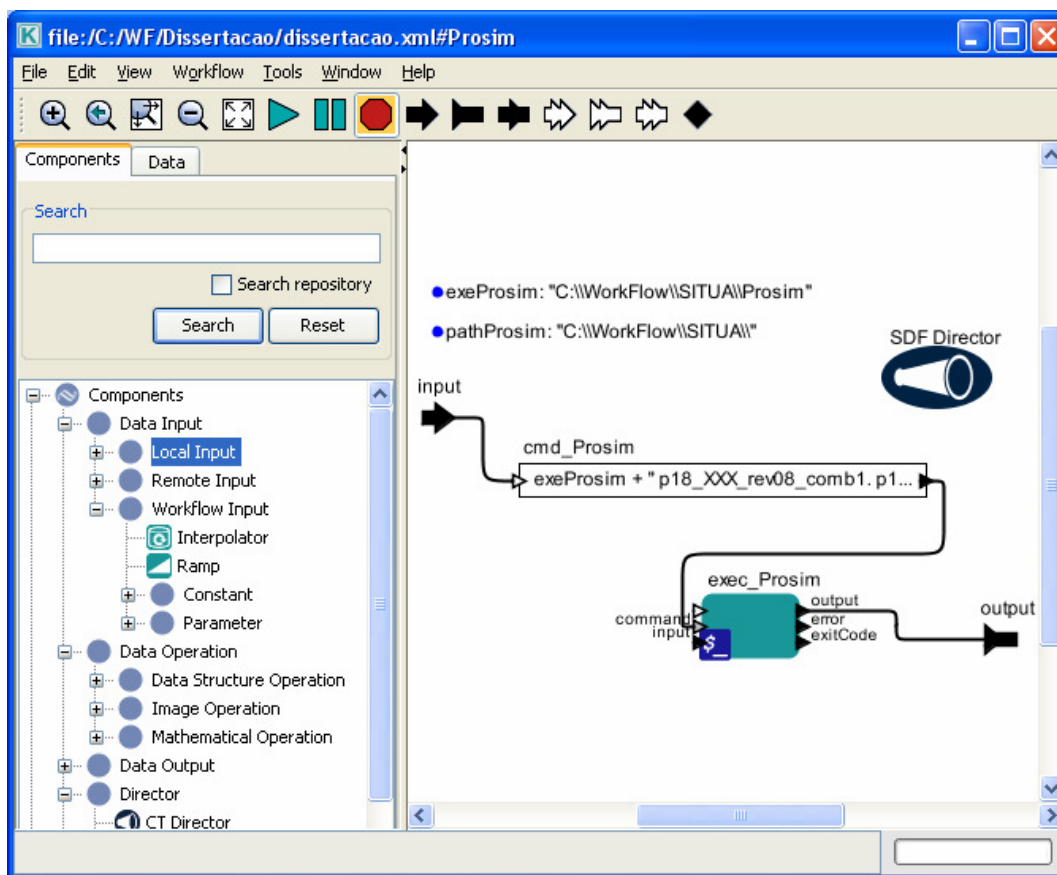 file:/C:/WF/Dissertacao/dissertacao.xml#Prosim
File Edit View Workflow Tools Window Help
Components Data
Search
Search repository
Search Reset
Components
Data Input
Local Input
Remote Input
Workflow Input
Interpolator
Ramp
Constant
Parameter
Data Operation
Data Structure Operation
Image Operation
Mathematical Operation
Data Output
Director
CT Director
exeProsim: "C:\\WorkFlow\\SITUA\\Prosim"
pathProsim: "C:\\WorkFlow\\SITUA\\"
SDF Director
input
cmd_Prosim
exeProsim + " p18_XXX_rev08_comb1. p1...
exec_Prosim
command
input
$_
output
error
exitCode
output